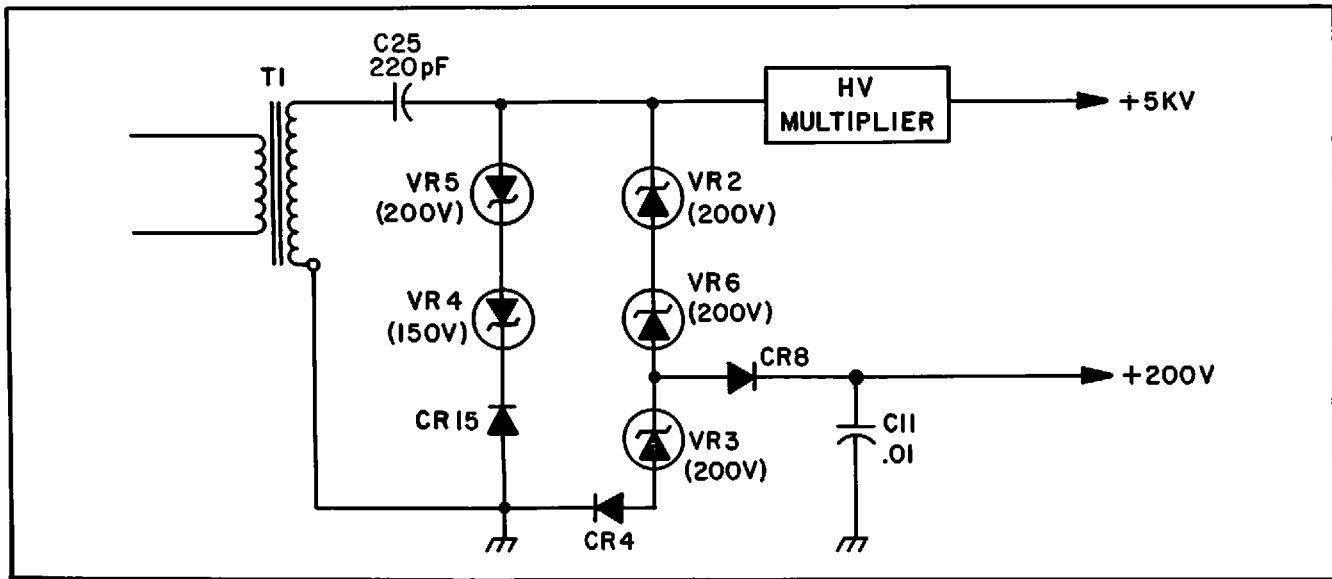 C25
220pF
T1
HV
MULTIPLIER
+5KV
VR5
(200V)
VR2
(200V)
VR4
(150V)
VR6
(200V)
CR8
+200V
CR15
VR3
(200V)
C11
.01
CR4